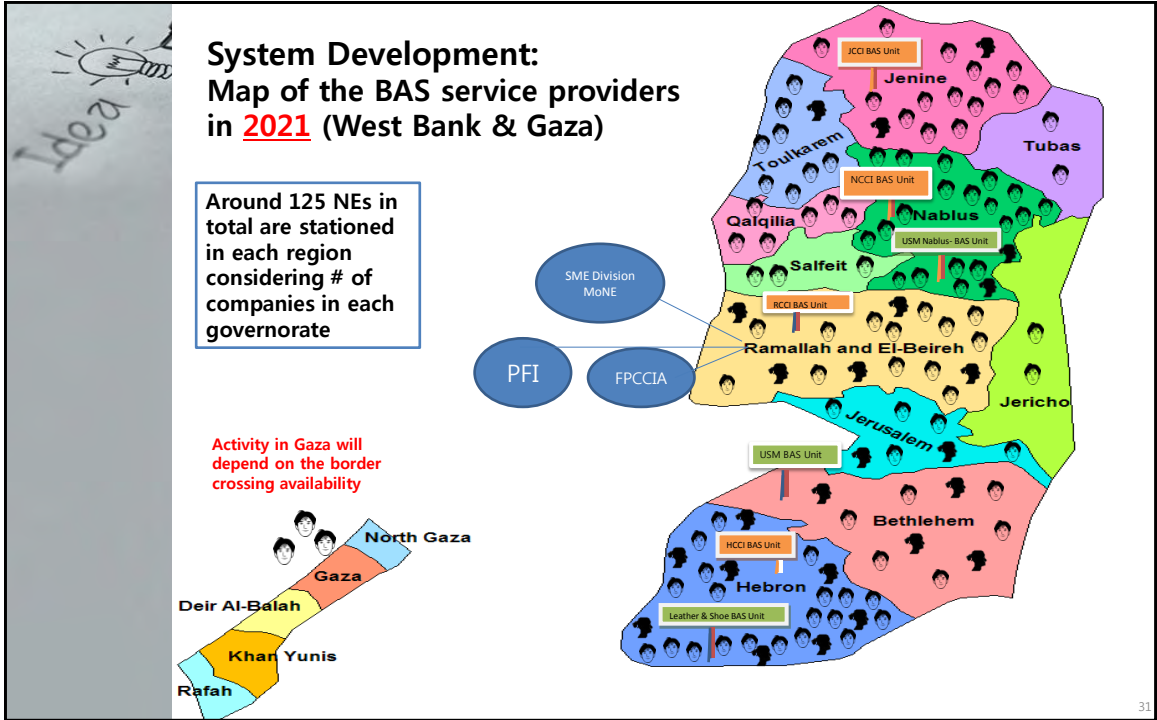 Idea
System Development:
Map of the BAS service providers
in 2021 (West Bank & Gaza)
Around 125 NEs in
total are stationed
in each region
considering # of
companies in each
governorate
SME Division
MoNE
PFI
FPCCIA
Activity in Gaza will
depend on the border
crossing availability
North Gaza
Gaza
Deir Al-Balah
Khan Yunis
Rafah
JCCI BAS Unit
Jenine
Tubas
Toulkarem
NCCI BAS Unit
Nablus
Qalqilia
USM Nablus- BAS Unit
Salfeit
RCCI BAS Unit
Ramallah and El-Beireh
Jericho
Jerusalem
USM BAS Unit
Bethlehem
HCCI BAS Unit
Hebron
Leather & Shoe BAS Unit
31